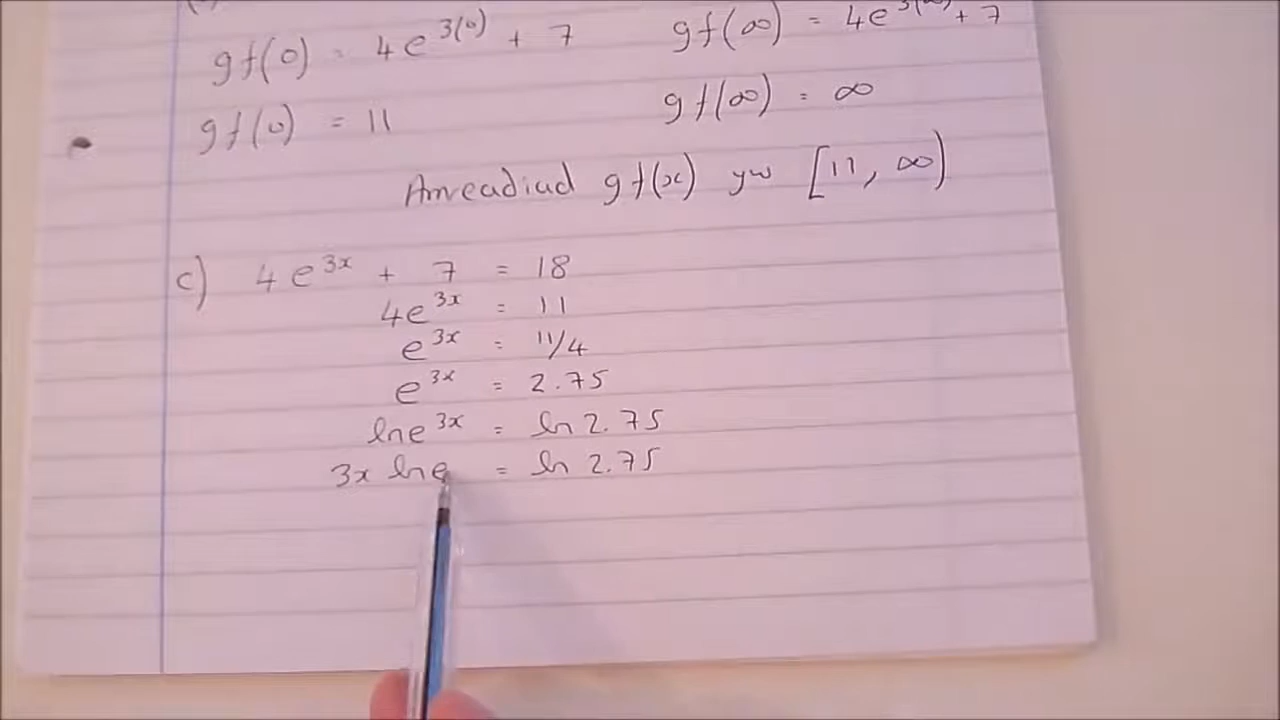 gf(0) = 4e^3(0) + 7
gf(∞) = 4e^3(∞) + 7
gf(0) = 11
gf(∞) = ∞
Amrediad gf(x) yw [11, ∞)
c) 4e^3x + 7 = 18
4e^3x = 11
e^3x = 11/4
e^3x = 2.75
ln e^3x = ln 2.75
3x ln e = ln 2.75